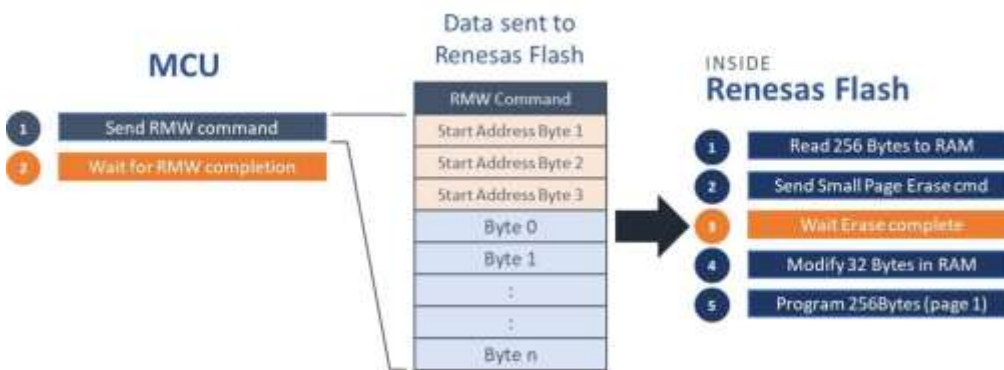 MCU
1 Send RMW command
2 Wait for RMW completion
Data sent to
Renesas Flash
RMW Command
Start Address Byte 1
Start Address Byte 2
Start Address Byte 3
Byte 0
Byte 1
:
:
Byte n
INSIDE
Renesas Flash
1 Read 256 Bytes to RAM
2 Send Small Page Erase cmd
3 Wait Erase complete
4 Modify 32 Bytes in RAM
5 Program 256Bytes (page 1)